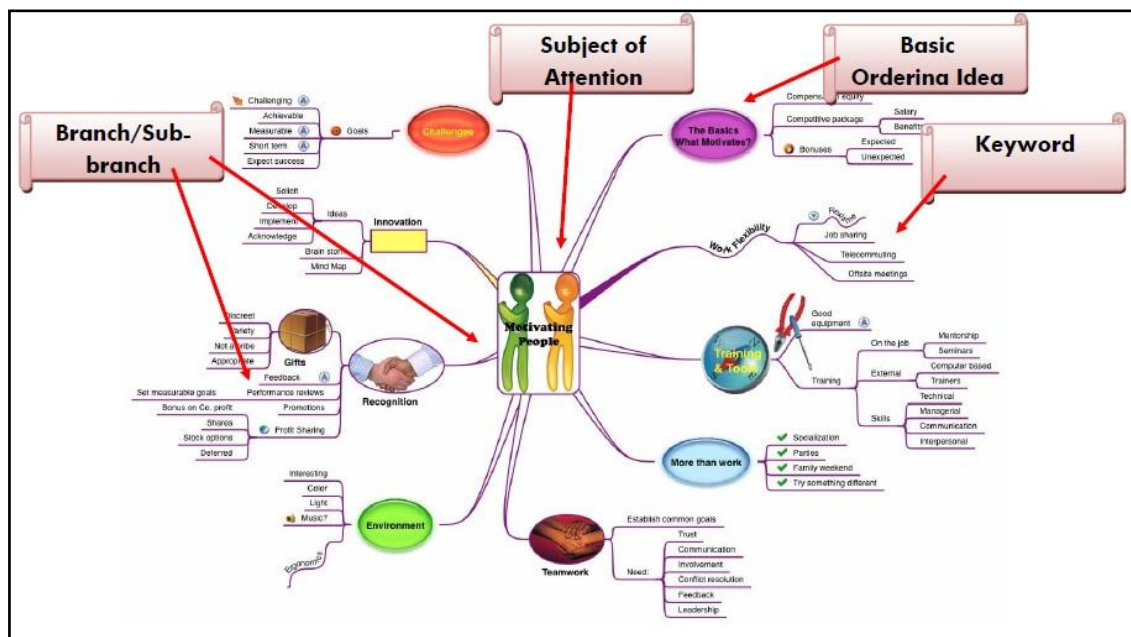 Subject of
Attention
Basic
Orderina Idea
Branch/Sub-
branch
Keyword
Motivating
People
Challenges
Goals
Challenging
Achievable
Measurable
Short term
Expect success
Innovation
Ideas
Solicit
Develop
Implement
Acknowledge
Brain storm
Mind Map
Recognition
Gifts
Discreet
Variety
Not a bribe
Appropriate
Feedback
Performance reviews
Set measurable goals
Promotions
Profit Sharing
Bonus on Co. profit
Shares
Stock options
Deferred
Environment
Interesting
Color
Light
Music?
Ergonomics
Teamwork
Establish common goals
Need:
Trust
Communication
Involvement
Conflict resolution
Feedback
Leadership
More than work
Socialization
Parties
Family weekend
Try something different
Training
& Tools
Good
equipment
Training
On the job
Mentorship
Seminars
External
Computer based
Trainers
Skills
Technical
Managerial
Communication
Interpersonal
Work Flexibility
Flextime
Job sharing
Telecommuting
Offsite meetings
The Basics
What Motivates?
Compensation equity
Competitive package
Salary
Benefits
Bonuses
Expected
Unexpected